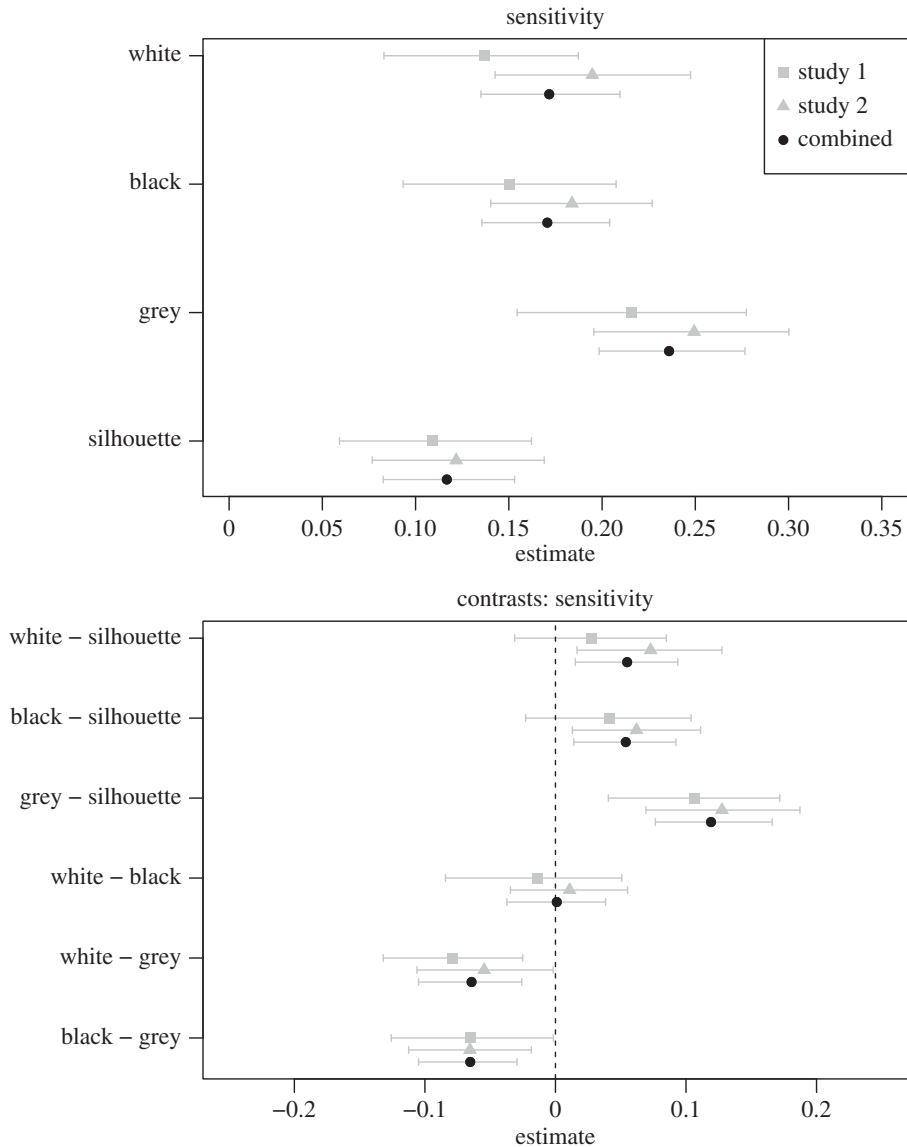 sensitivity
white
black
grey
silhouette
study 1
study 2
combined
0 0.05 0.10 0.15 0.20 0.25 0.30 0.35
estimate
contrasts: sensitivity
white − silhouette
black − silhouette
grey − silhouette
white − black
white − grey
black − grey
−0.2 −0.1 0 0.1 0.2
estimate